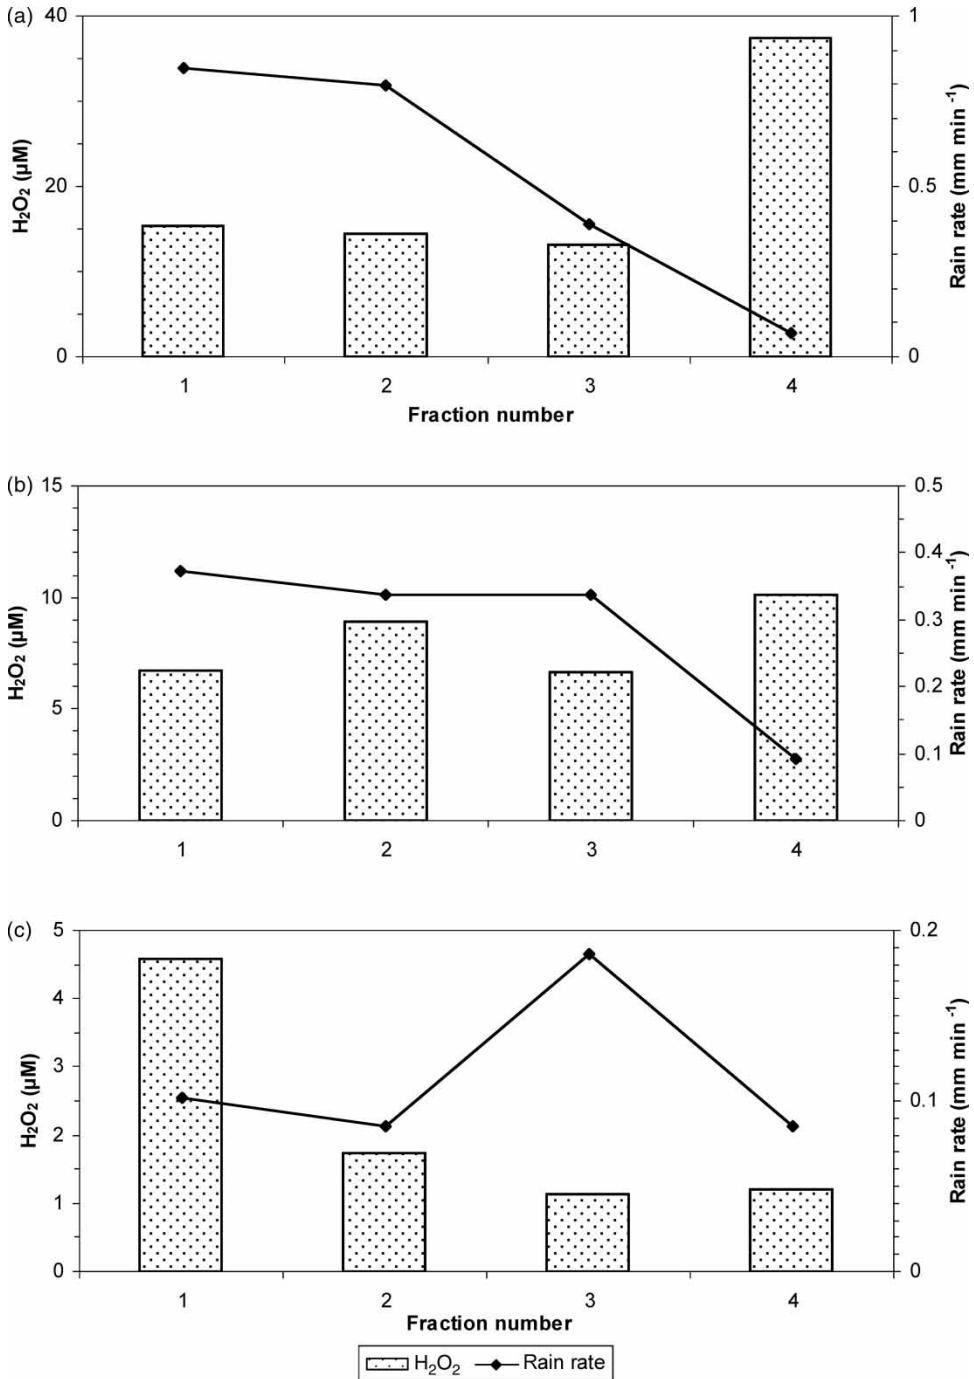 (a)
40
20
0
H₂O₂ (µM)
1
0.5
0
Rain rate (mm min⁻¹)
1 2 3 4
Fraction number
(b)
15
10
5
0
H₂O₂ (µM)
0.5
0.4
0.3
0.2
0.1
0
Rain rate (mm min⁻¹)
1 2 3 4
(c)
5
4
3
2
1
0
H₂O₂ (µM)
0.2
0.1
0
Rain rate (mm min⁻¹)
1 2 3 4
Fraction number
H₂O₂ Rain rate